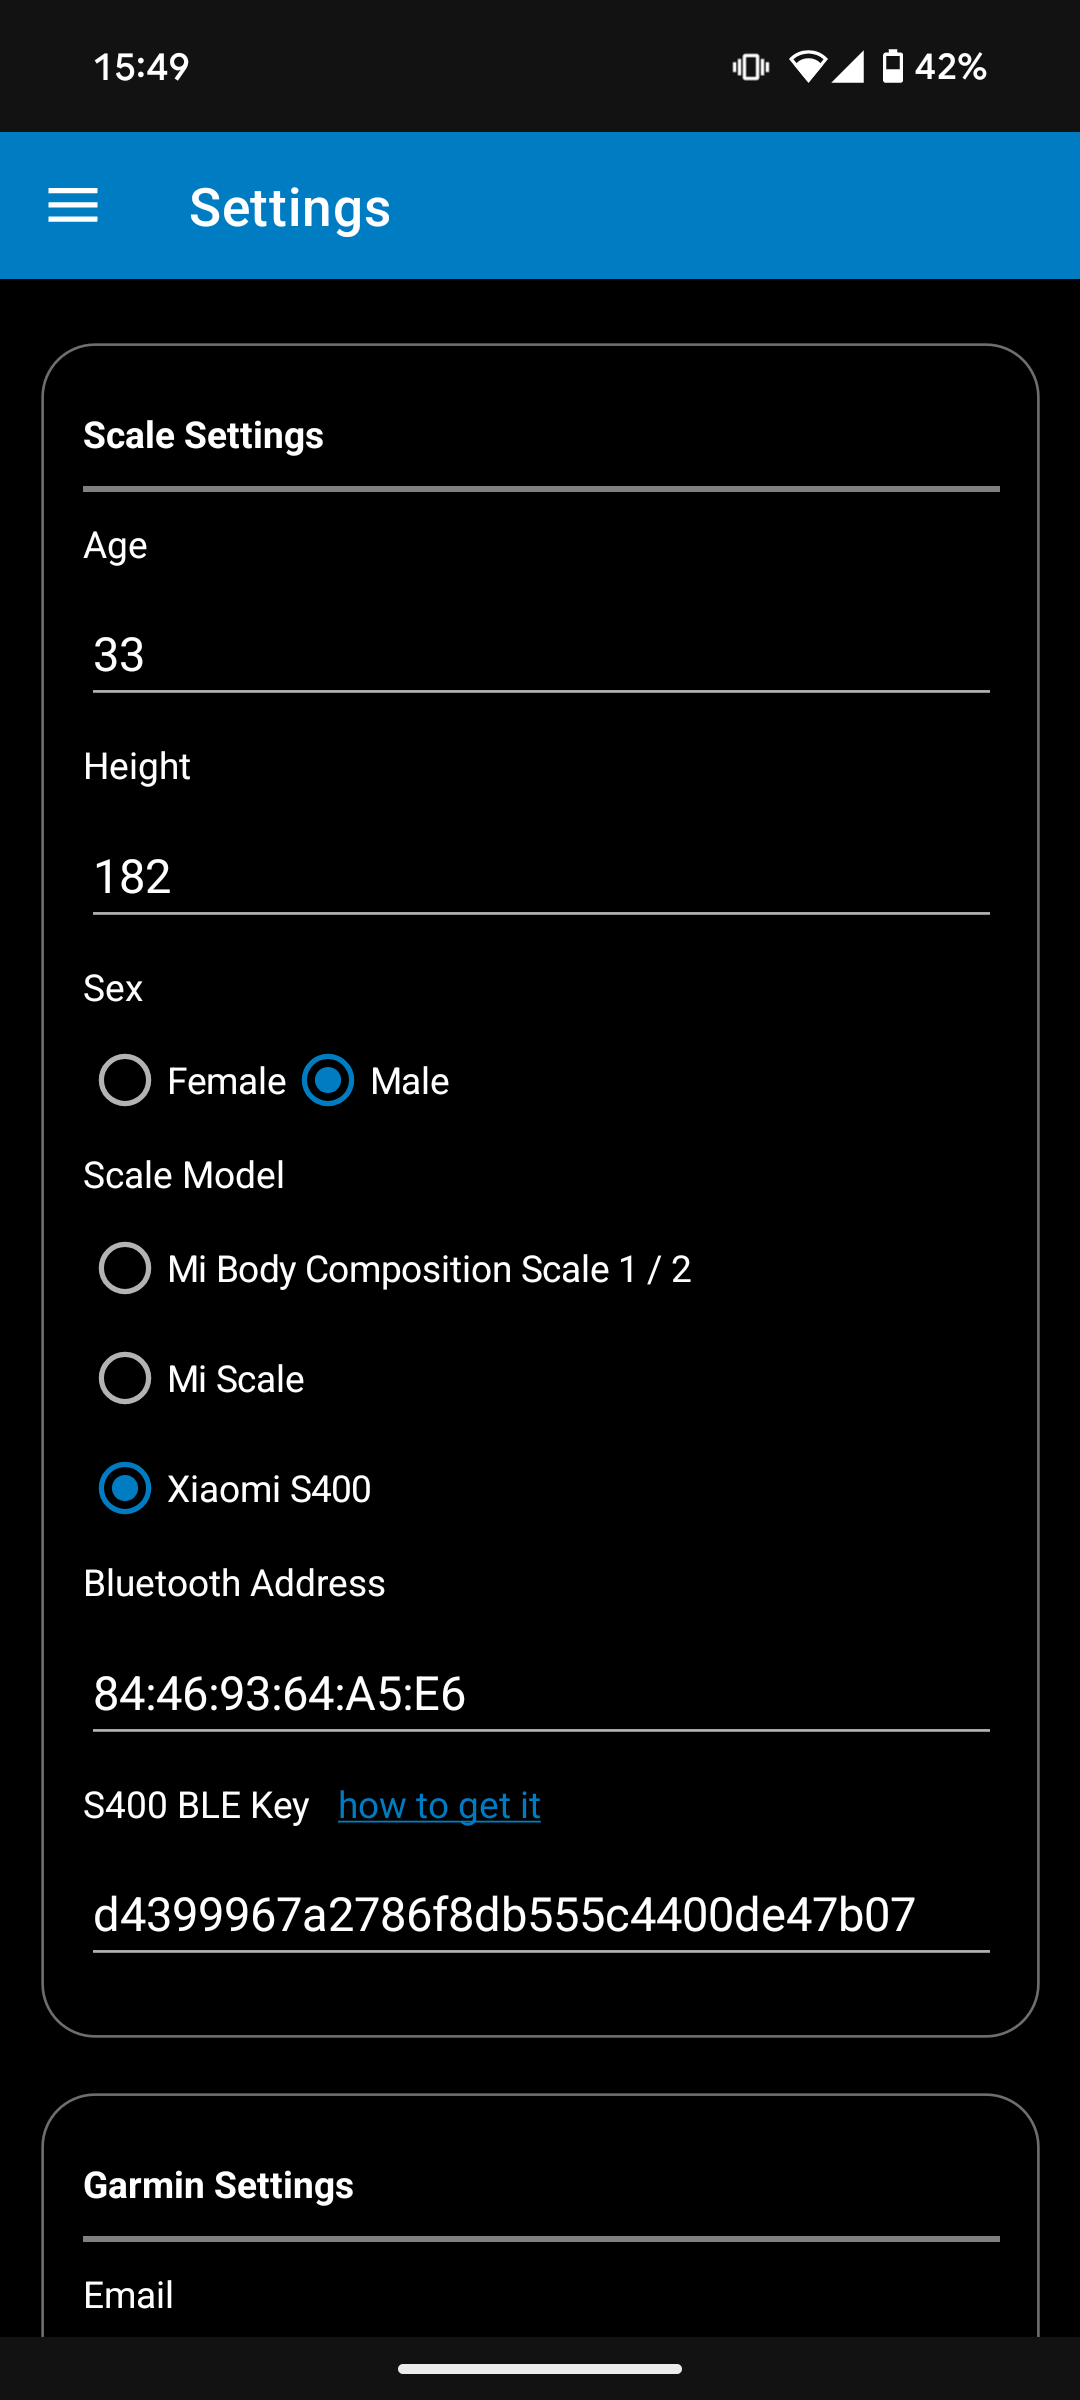 15:49
42%
Settings
Scale Settings
Age
33
Height
182
Sex
Female Male
Scale Model
Mi Body Composition Scale 1 / 2
Mi Scale
Xiaomi S400
Bluetooth Address
84:46:93:64:A5:E6
S400 BLE Key how to get it
d4399967a2786f8db555c4400de47b07
Garmin Settings
Email